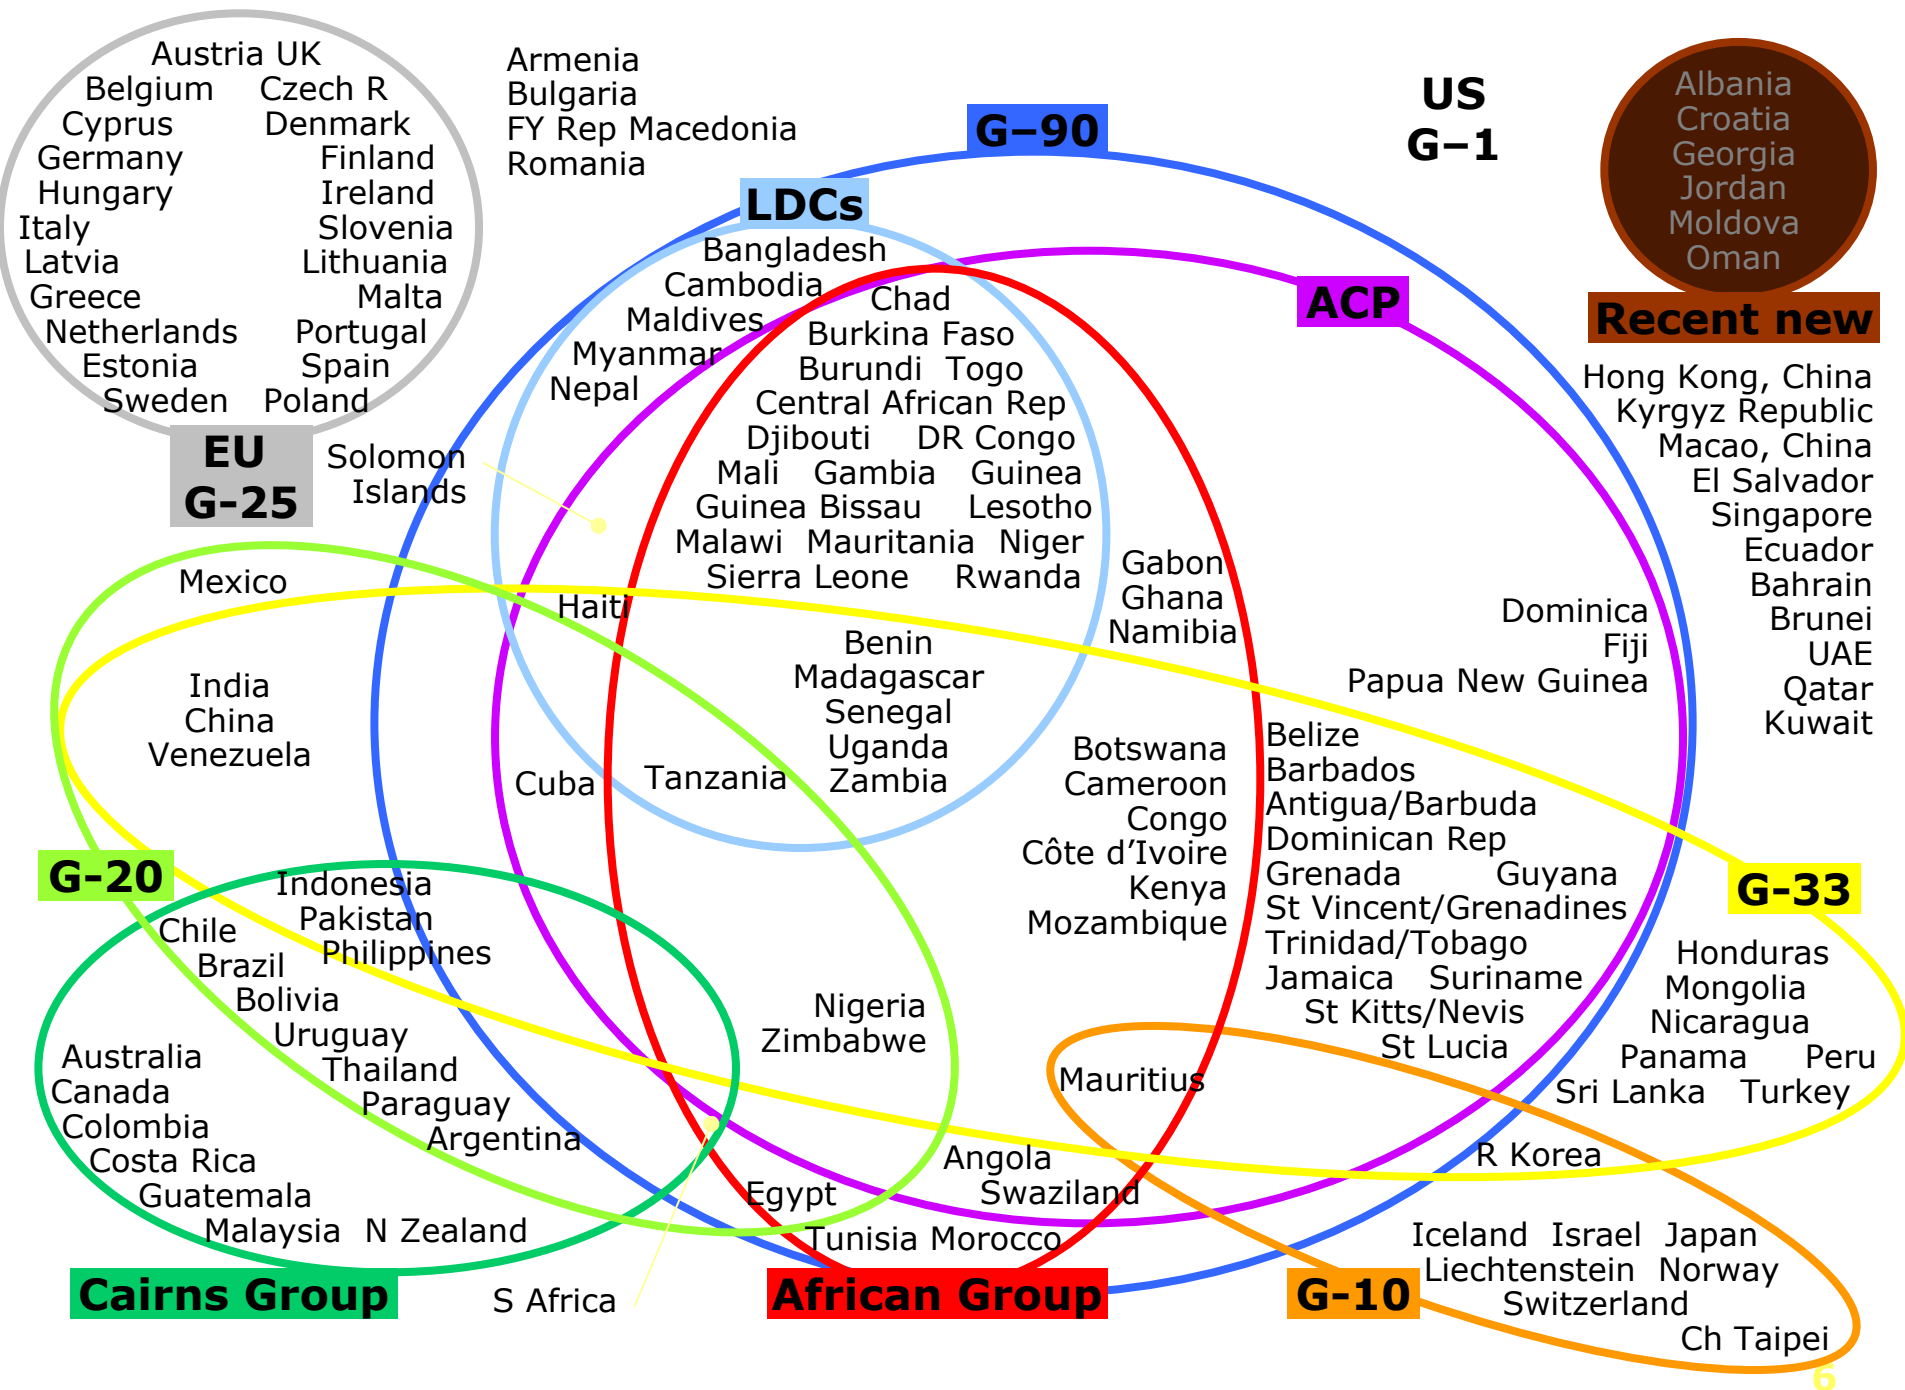 Austria UK
Belgium Czech R
Cyprus Denmark
Germany Finland
Hungary Ireland
Italy Slovenia
Latvia Lithuania
Greece Malta
Netherlands Portugal
Estonia Spain
Sweden Poland
EU
G-25
Armenia
Bulgaria
FY Rep Macedonia
Romania
G–90
US
G–1
Albania
Croatia
Georgia
Jordan
Moldova
Oman
Recent new
Hong Kong, China
Kyrgyz Republic
Macao, China
El Salvador
Singapore
Ecuador
Bahrain
Brunei
UAE
Qatar
Kuwait
LDCs
Bangladesh
Cambodia
Maldives
Myanmar
Nepal
ACP
Chad
Burkina Faso
Burundi Togo
Central African Rep
Djibouti DR Congo
Mali Gambia Guinea
Guinea Bissau Lesotho
Malawi Mauritania Niger
Sierra Leone Rwanda
Solomon
Islands
Gabon
Ghana
Namibia
Dominica
Fiji
Papua New Guinea
Mexico
Haiti
Benin
Madagascar
Senegal
Uganda
Zambia
India
China
Venezuela
Cuba
Tanzania
Botswana
Cameroon
Congo
Côte d’Ivoire
Kenya
Mozambique
Belize
Barbados
Antigua/Barbuda
Dominican Rep
Grenada Guyana
St Vincent/Grenadines
Trinidad/Tobago
Jamaica Suriname
St Kitts/Nevis
St Lucia
G-20
G-33
Indonesia
Pakistan
Philippines
Chile
Brazil
Bolivia
Uruguay
Thailand
Paraguay
Argentina
Honduras
Mongolia
Nicaragua
Panama Peru
Sri Lanka Turkey
Nigeria
Zimbabwe
Mauritius
Australia
Canada
Colombia
Costa Rica
Guatemala
Malaysia N Zealand
Angola
Swaziland
R Korea
Egypt
Tunisia Morocco
Iceland Israel Japan
Liechtenstein Norway
Switzerland
Ch Taipei
Cairns Group
S Africa
African Group
G-10
6